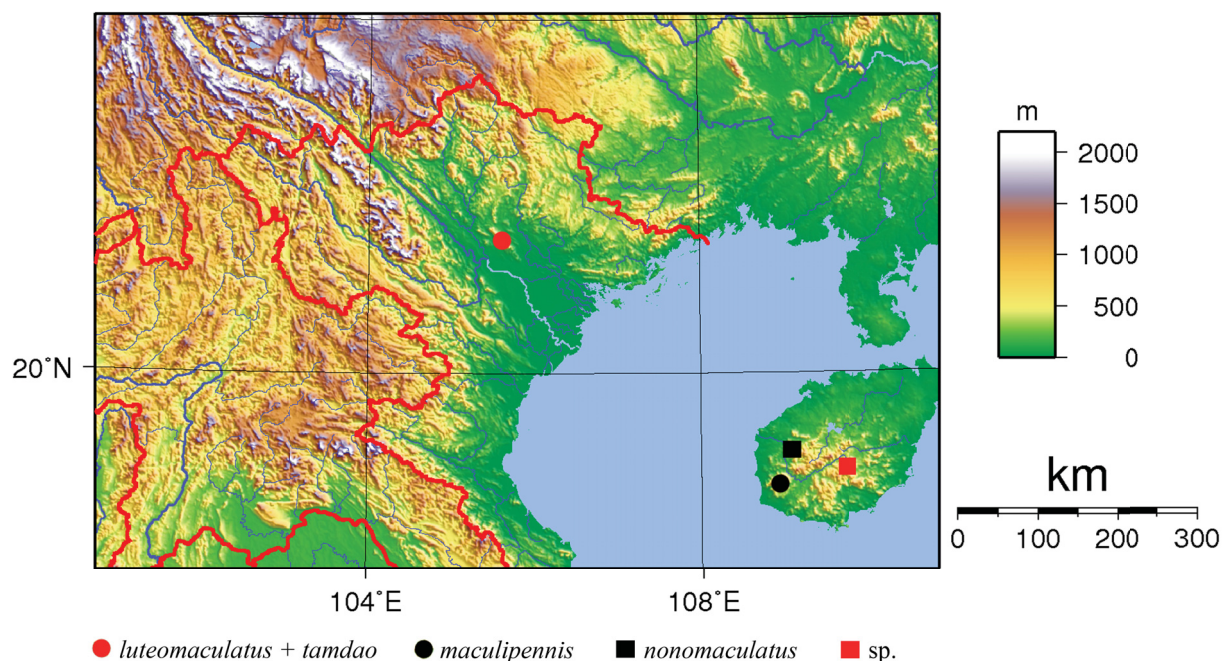 m
2000
1500
1000
500
0
20°N
km
0 100 200 300
104°E 108°E
luteomaculatus + tamdao maculipennis nonomaculatus sp.